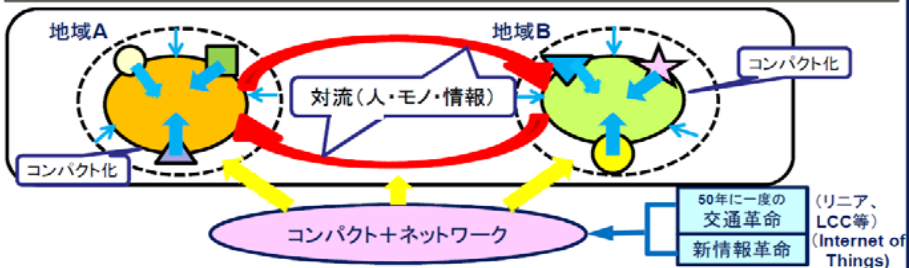 地域A
地域B
コンパクト化
対流(人・モノ・情報)
コンパクト化
コンパクト+ネットワーク
50年に一度の
交通革命
新情報革命
(リニア、
LCC等)
(Internet of
Things)